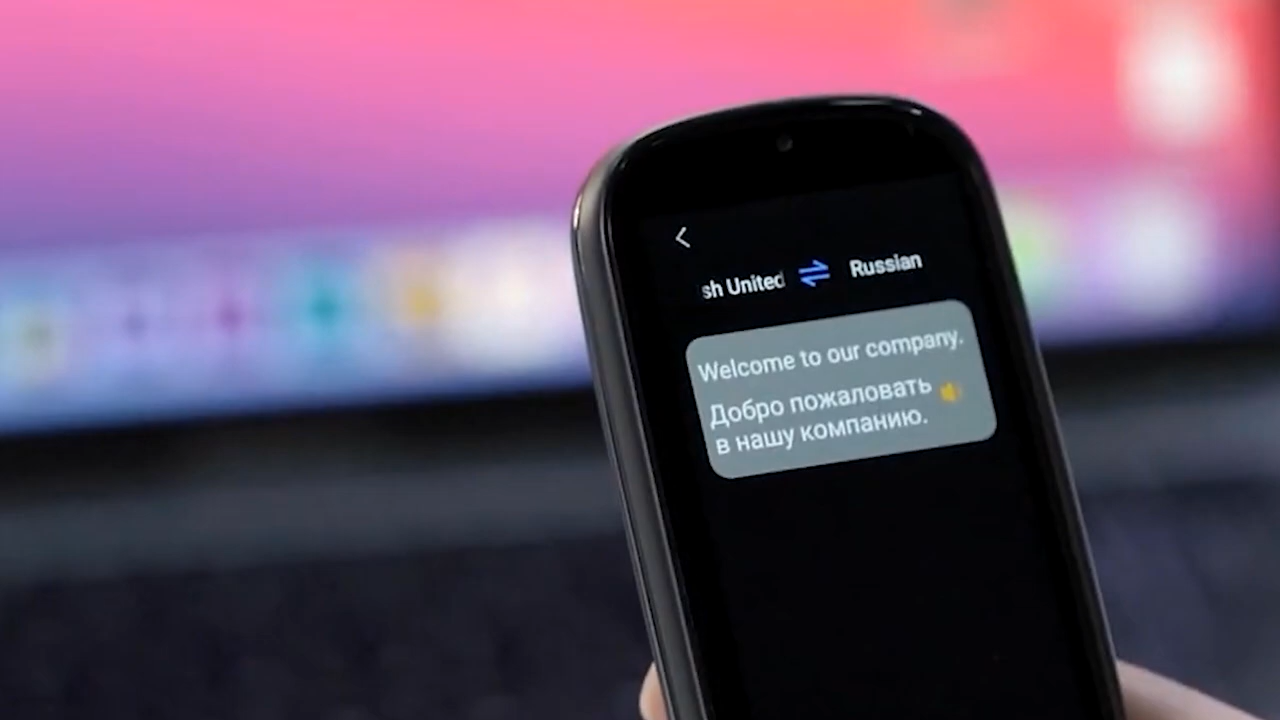 sh United Russian
Welcome to our company.
Добро пожаловать
в нашу компанию.